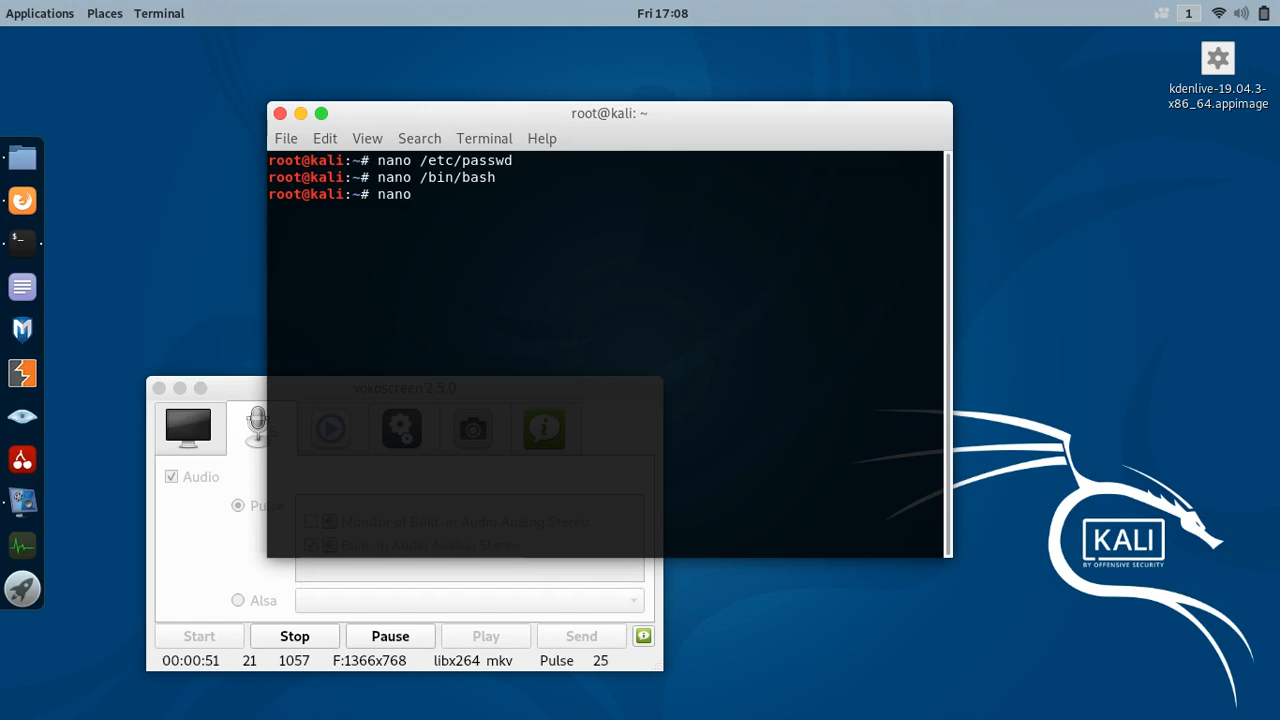 Applications Places Terminal
Fri 17:08
1
kdenlive-19.04.3-
x86_64.appimage
root@kali: ~
File Edit View Search Terminal Help
root@kali:~# nano /etc/passwd
root@kali:~# nano /bin/bash
root@kali:~# nano
$_
vokoscreen 2.5.0
Audio
Pulse
Monitor of Built-in Audio Analog Stereo
Built-in Audio Analog Stereo
Alsa
Start Stop Pause Play Send
00:00:51 21 1057 F:1366x768 libx264 mkv Pulse 25
KALI
BY OFFENSIVE SECURITY